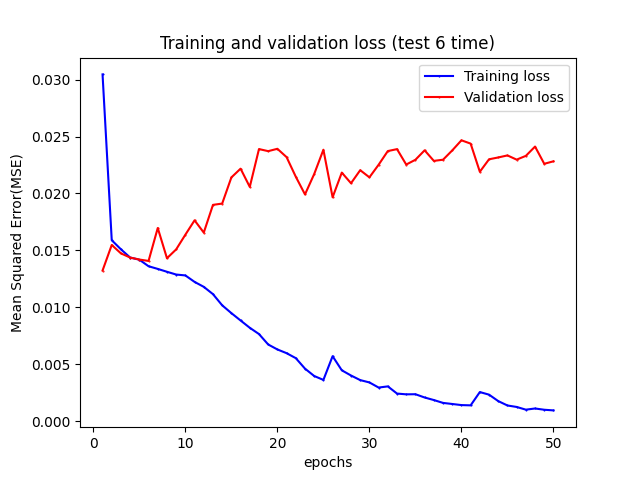 Training and validation loss (test 6 time)
Training loss
Validation loss
0.030
0.025
0.020
0.015
0.010
0.005
0.000
Mean Squared Error(MSE)
0
10
20
30
40
50
epochs